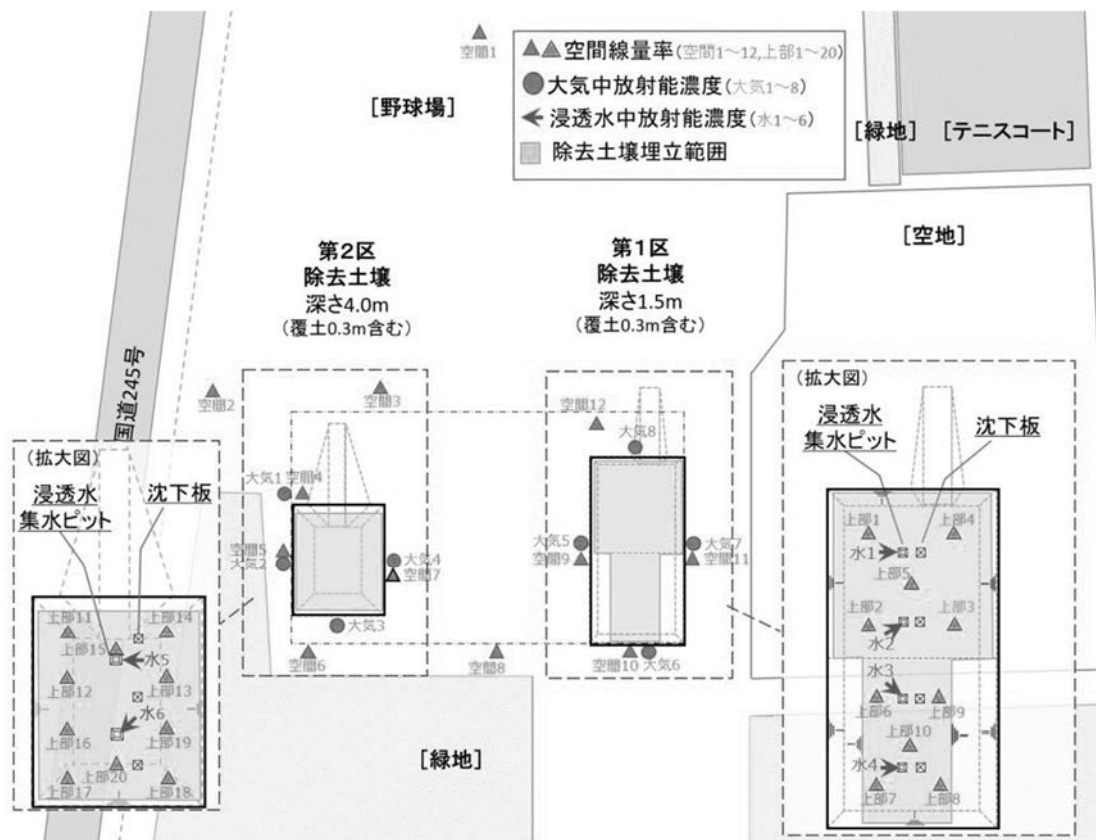 空間1
▲▲空間線量率(空間1～12,上部1～20)
●大気中放射能濃度(大気1～8)
浸透水中放射能濃度(水1～6)
除去土壌埋立範囲
[野球場]
[緑地]
[テニスコート]
[空地]
第2区
除去土壌
深さ4.0m
(覆土0.3m含む)
第1区
除去土壌
深さ1.5m
(覆土0.3m含む)
国道245号
空間2
空間3
空間12
大気8
大気1
空間4
空間5
大気2
大気4
空間7
大気3
空間6
空間8
大気5
空間9
大気7
空間11
空間10
大気6
[緑地]
(拡大図)
浸透水
集水ピット
沈下板
上部11
上部14
上部15
水5
上部12
上部13
水6
上部16
上部19
上部20
上部17
上部18
(拡大図)
浸透水
集水ピット
沈下板
上部1
上部4
水1
上部5
上部2
上部3
水2
水3
上部6
上部9
上部10
水4
上部7
上部8